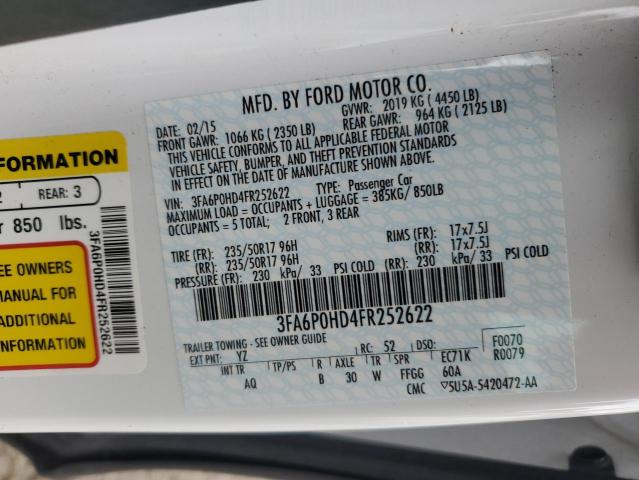 MFD. BY FORD MOTOR CO.
DATE: 02/15 GVWR: 2019 KG ( 4450 LB)
FRONT GAWR: 1066 KG ( 2350 LB) REAR GAWR: 964 KG ( 2125 LB)
THIS VEHICLE CONFORMS TO ALL APPLICABLE FEDERAL MOTOR
VEHICLE SAFETY, BUMPER, AND THEFT PREVENTION STANDARDS
IN EFFECT ON THE DATE OF MANUFACTURE SHOWN ABOVE.
VIN: 3FA6P0HD4FR252622 TYPE: Passenger Car
MAXIMUM LOAD = OCCUPANTS + LUGGAGE = 385KG/ 850LB
OCCUPANTS = 5 TOTAL; 2 FRONT, 3 REAR
TIRE (FR): 235/50R17 96H RIMS (FR): 17x7.5J
(RR): 235/50R17 96H (RR): 17x7.5J
PRESSURE (FR): 230 kPa/ 33 PSI COLD (RR): 230 kPa/ 33 PSI COLD
3FA6P0HD4FR252622
TRAILER TOWING - SEE OWNER GUIDE
EXT PNT: YZ RC: 52 DSO: F0070
INT TR TP/PS R AXLE TR SPR EC71K R0079
AQ B 30 W FFGG 60A
CMC ▽5U5A-5420472-AA
FORMATION
2 REAR: 3
r 850 lbs.
EE OWNERS
MANUAL FOR
ADDITIONAL
FORMATION
3FA6P0HD4FR252622